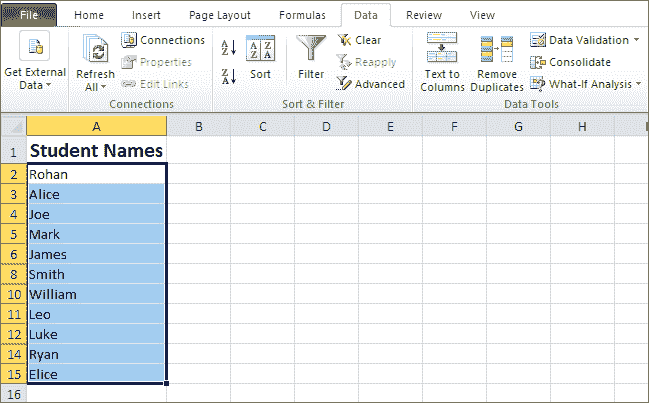 File Home Insert Page Layout Formulas Data Review View
Get External Data Refresh All Connections Properties Edit Links Sort Filter Clear Reapply Advanced Text to Columns Remove Duplicates Data Validation Consolidate What-If Analysis
Connections Sort & Filter Data Tools
A B C D E F G H
1 Student Names
2 Rohan
3 Alice
4 Joe
5 Mark
6 James
8 Smith
10 William
11 Leo
12 Luke
14 Ryan
15 Elice
16